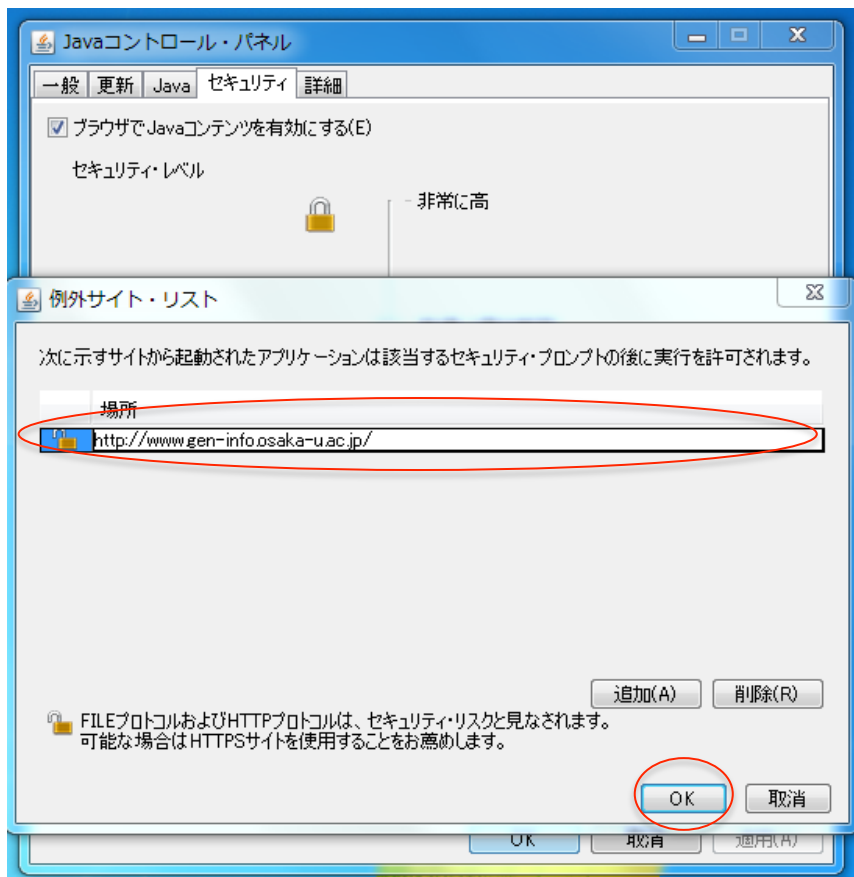 Javaコントロール・パネル
一般 更新 Java セキュリティ 詳細
ブラウザでJavaコンテンツを有効にする(E)
セキュリティ・レベル
非常に高
例外サイト・リスト
次に示すサイトから起動されたアプリケーションは該当するセキュリティ・プロンプトの後に実行を許可されます。
場所
http://www.gen-info.osaka-u.ac.jp/
追加(A) 削除(R)
FILEプロトコルおよびHTTPプロトコルは、セキュリティ・リスクと見なされます。
可能な場合はHTTPSサイトを使用することをお薦めします。
OK 取消
OK 取消 適用(A)